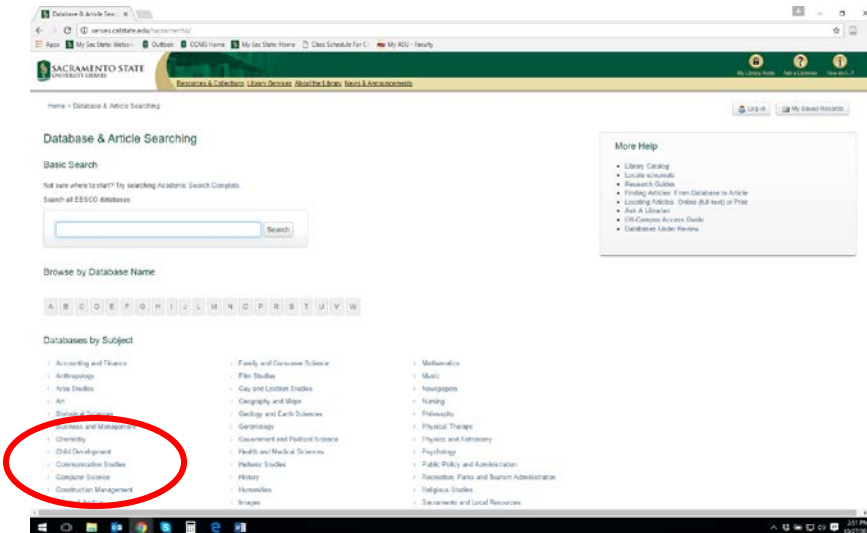 Database & Article Sear
xerxes.calstate.edu/sacramento/
Apps My Sac State: Welcom Outlook COMS Home My Sac State: Home Class Schedule For C My ASU - Faculty
SACRAMENTO STATE
UNIVERSITY LIBRARY
Resources & Collections Library Services About the Library News & Announcements
My Library Accts Ask a Librarian How do I...?
Home > Database & Article Searching
Log in My Saved Records
Database & Article Searching
Basic Search
Not sure where to start? Try searching Academic Search Complete.
Search all EBSCO databases:
Search
More Help
Library Catalog
Locate eJournals
Research Guides
Finding Articles: From Database to Article
Locating Articles: Online (full text) or Print
Ask A Librarian
Off-Campus Access Guide
Databases Under Review
Browse by Database Name
A B C D E F G H I J L M N O P R S T U V W
Databases by Subject
Accounting and Finance
Anthropology
Area Studies
Art
Biological Sciences
Business and Management
Chemistry
Child Development
Communication Studies
Computer Science
Construction Management
Family and Consumer Science
Film Studies
Gay and Lesbian Studies
Geography and Maps
Geology and Earth Sciences
Gerontology
Government and Political Science
Health and Medical Sciences
Hellenic Studies
History
Humanities
Images
Mathematics
Music
Newspapers
Nursing
Philosophy
Physical Therapy
Physics and Astronomy
Psychology
Public Policy and Administration
Recreation, Parks and Tourism Administration
Religious Studies
Sacramento and Local Resources
3:51 PM